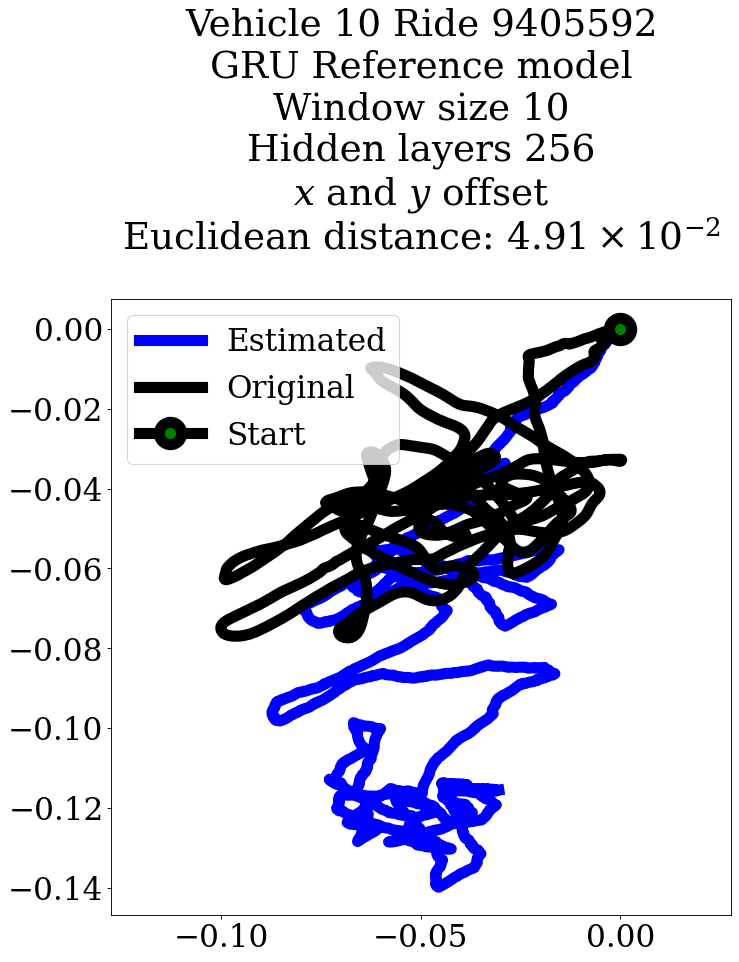 Vehicle 10 Ride 9405592
GRU Reference model
Window size 10
Hidden layers 256
x and y offset
Euclidean distance: 4.91 × 10⁻²
Estimated
Original
Start
0.00
−0.02
−0.04
−0.06
−0.08
−0.10
−0.12
−0.14
−0.10 −0.05 0.00